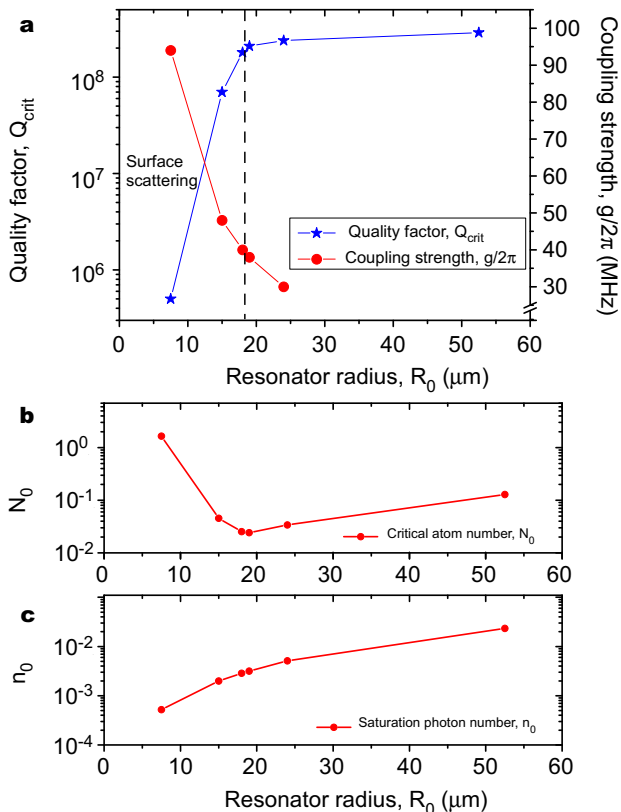 a
Quality factor, Q_crit
10^8
10^7
10^6
Surface
scattering
Quality factor, Q_crit
Coupling strength, g/2π
100
90
80
70
60
50
40
30
Coupling strength, g/2π (MHz)
0 10 20 30 40 50 60
Resonator radius, R_0 (μm)
b
N_0
10^0
10^-1
10^-2
Critical atom number, N_0
0 10 20 30 40 50 60
c
n_0
10^-2
10^-3
10^-4
Saturation photon number, n_0
0 10 20 30 40 50 60
Resonator radius, R_0 (μm)